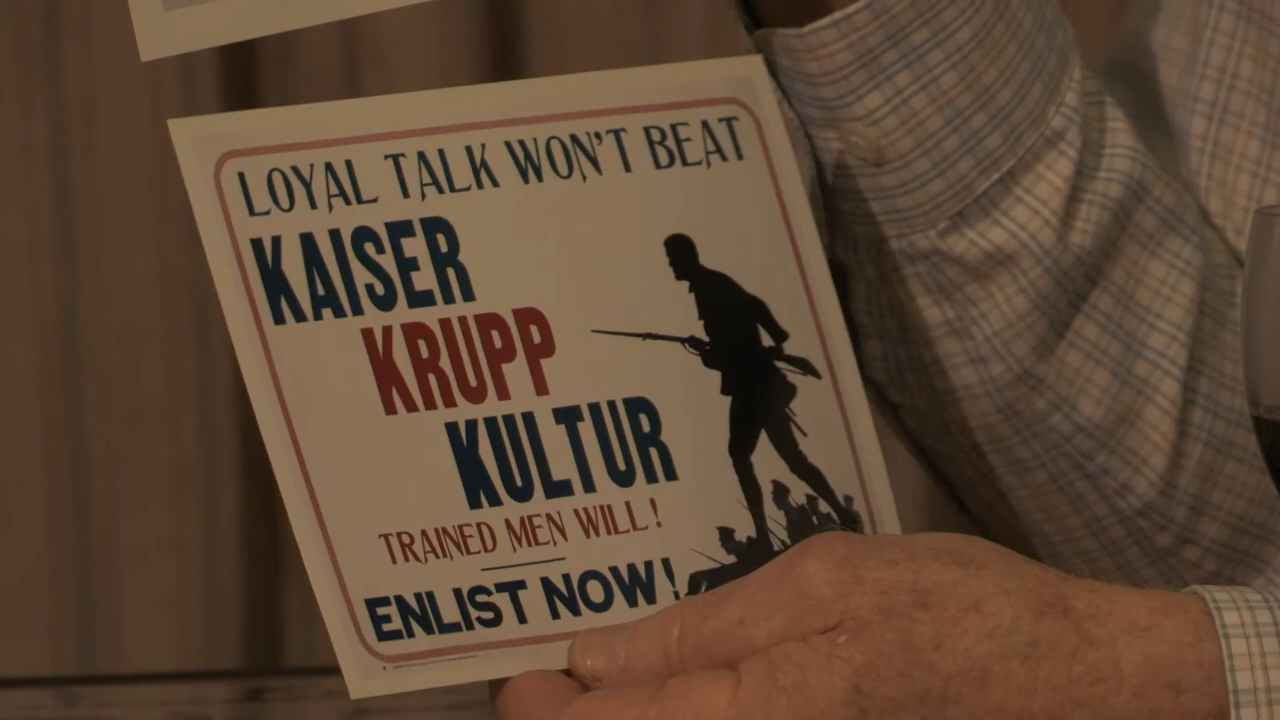 LOYAL TALK WON'T BEAT
KAISER
KRUPP
KULTUR
TRAINED MEN WILL!
ENLIST NOW!